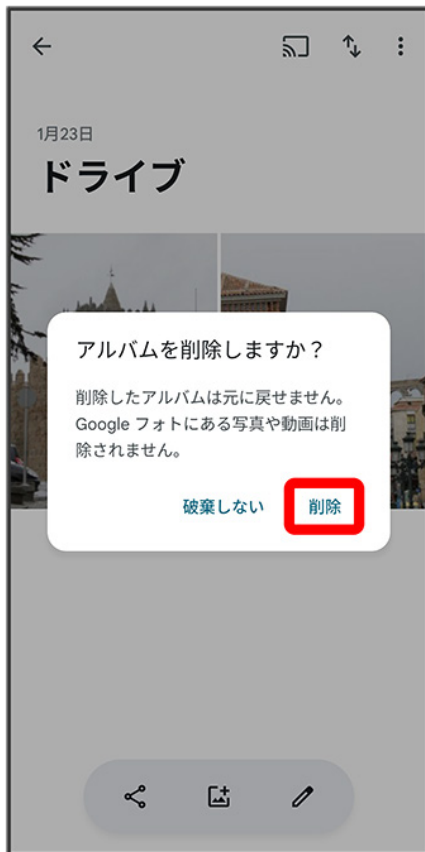 1月23日
ドライブ
アルバムを削除しますか？
削除したアルバムは元に戻せません。
Google フォトにある写真や動画は削
除されません。
破棄しない 削除